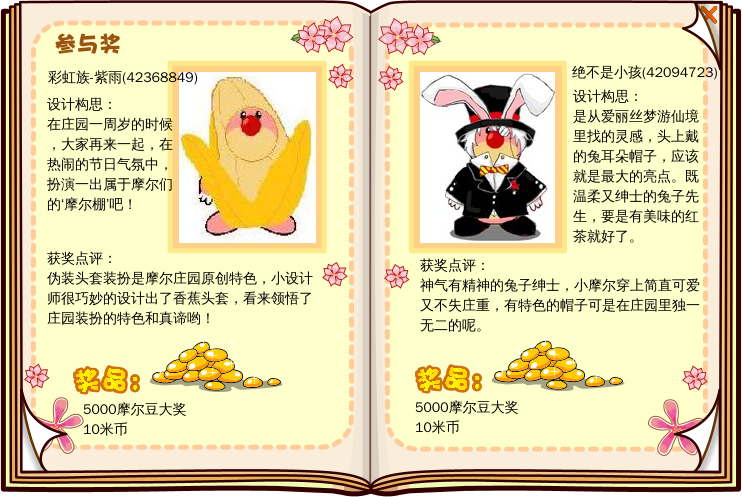 参与奖
彩虹族-紫雨(42368849)
设计构思：
在庄园一周岁的时候
，大家再来一起，在
热闹的节日气氛中，
扮演一出属于摩尔们
的‘摩尔棚’吧！
获奖点评：
伪装头套装扮是摩尔庄园原创特色，小设计
师很巧妙的设计出了香蕉头套，看来领悟了
庄园装扮的特色和真谛哟！
奖品：
5000摩尔豆大奖
10米币
绝不是小孩(42094723)
设计构思：
是从爱丽丝梦游仙境
里找的灵感，头上戴
的兔耳朵帽子，应该
就是最大的亮点。既
温柔又绅士的兔子先
生，要是有美味的红
茶就好了。
获奖点评：
神气有精神的兔子绅士，小摩尔穿上简直可爱
又不失庄重，有特色的帽子可是在庄园里独一
无二的呢。
奖品：
5000摩尔豆大奖
10米币